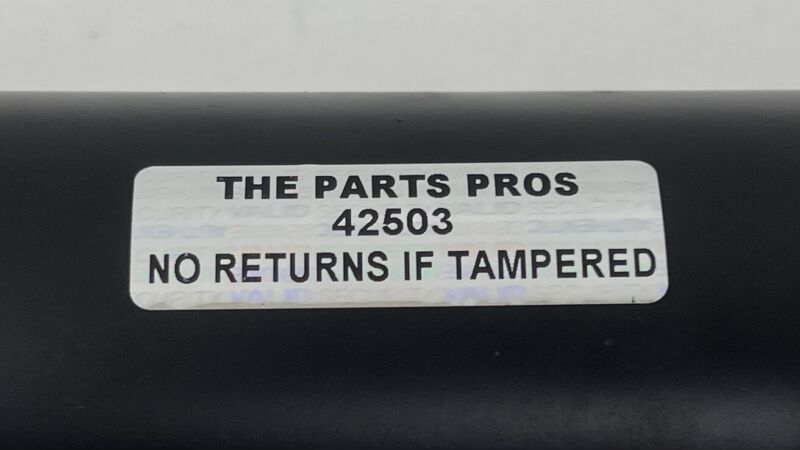 THE PARTS PROS
42503
NO RETURNS IF TAMPERED